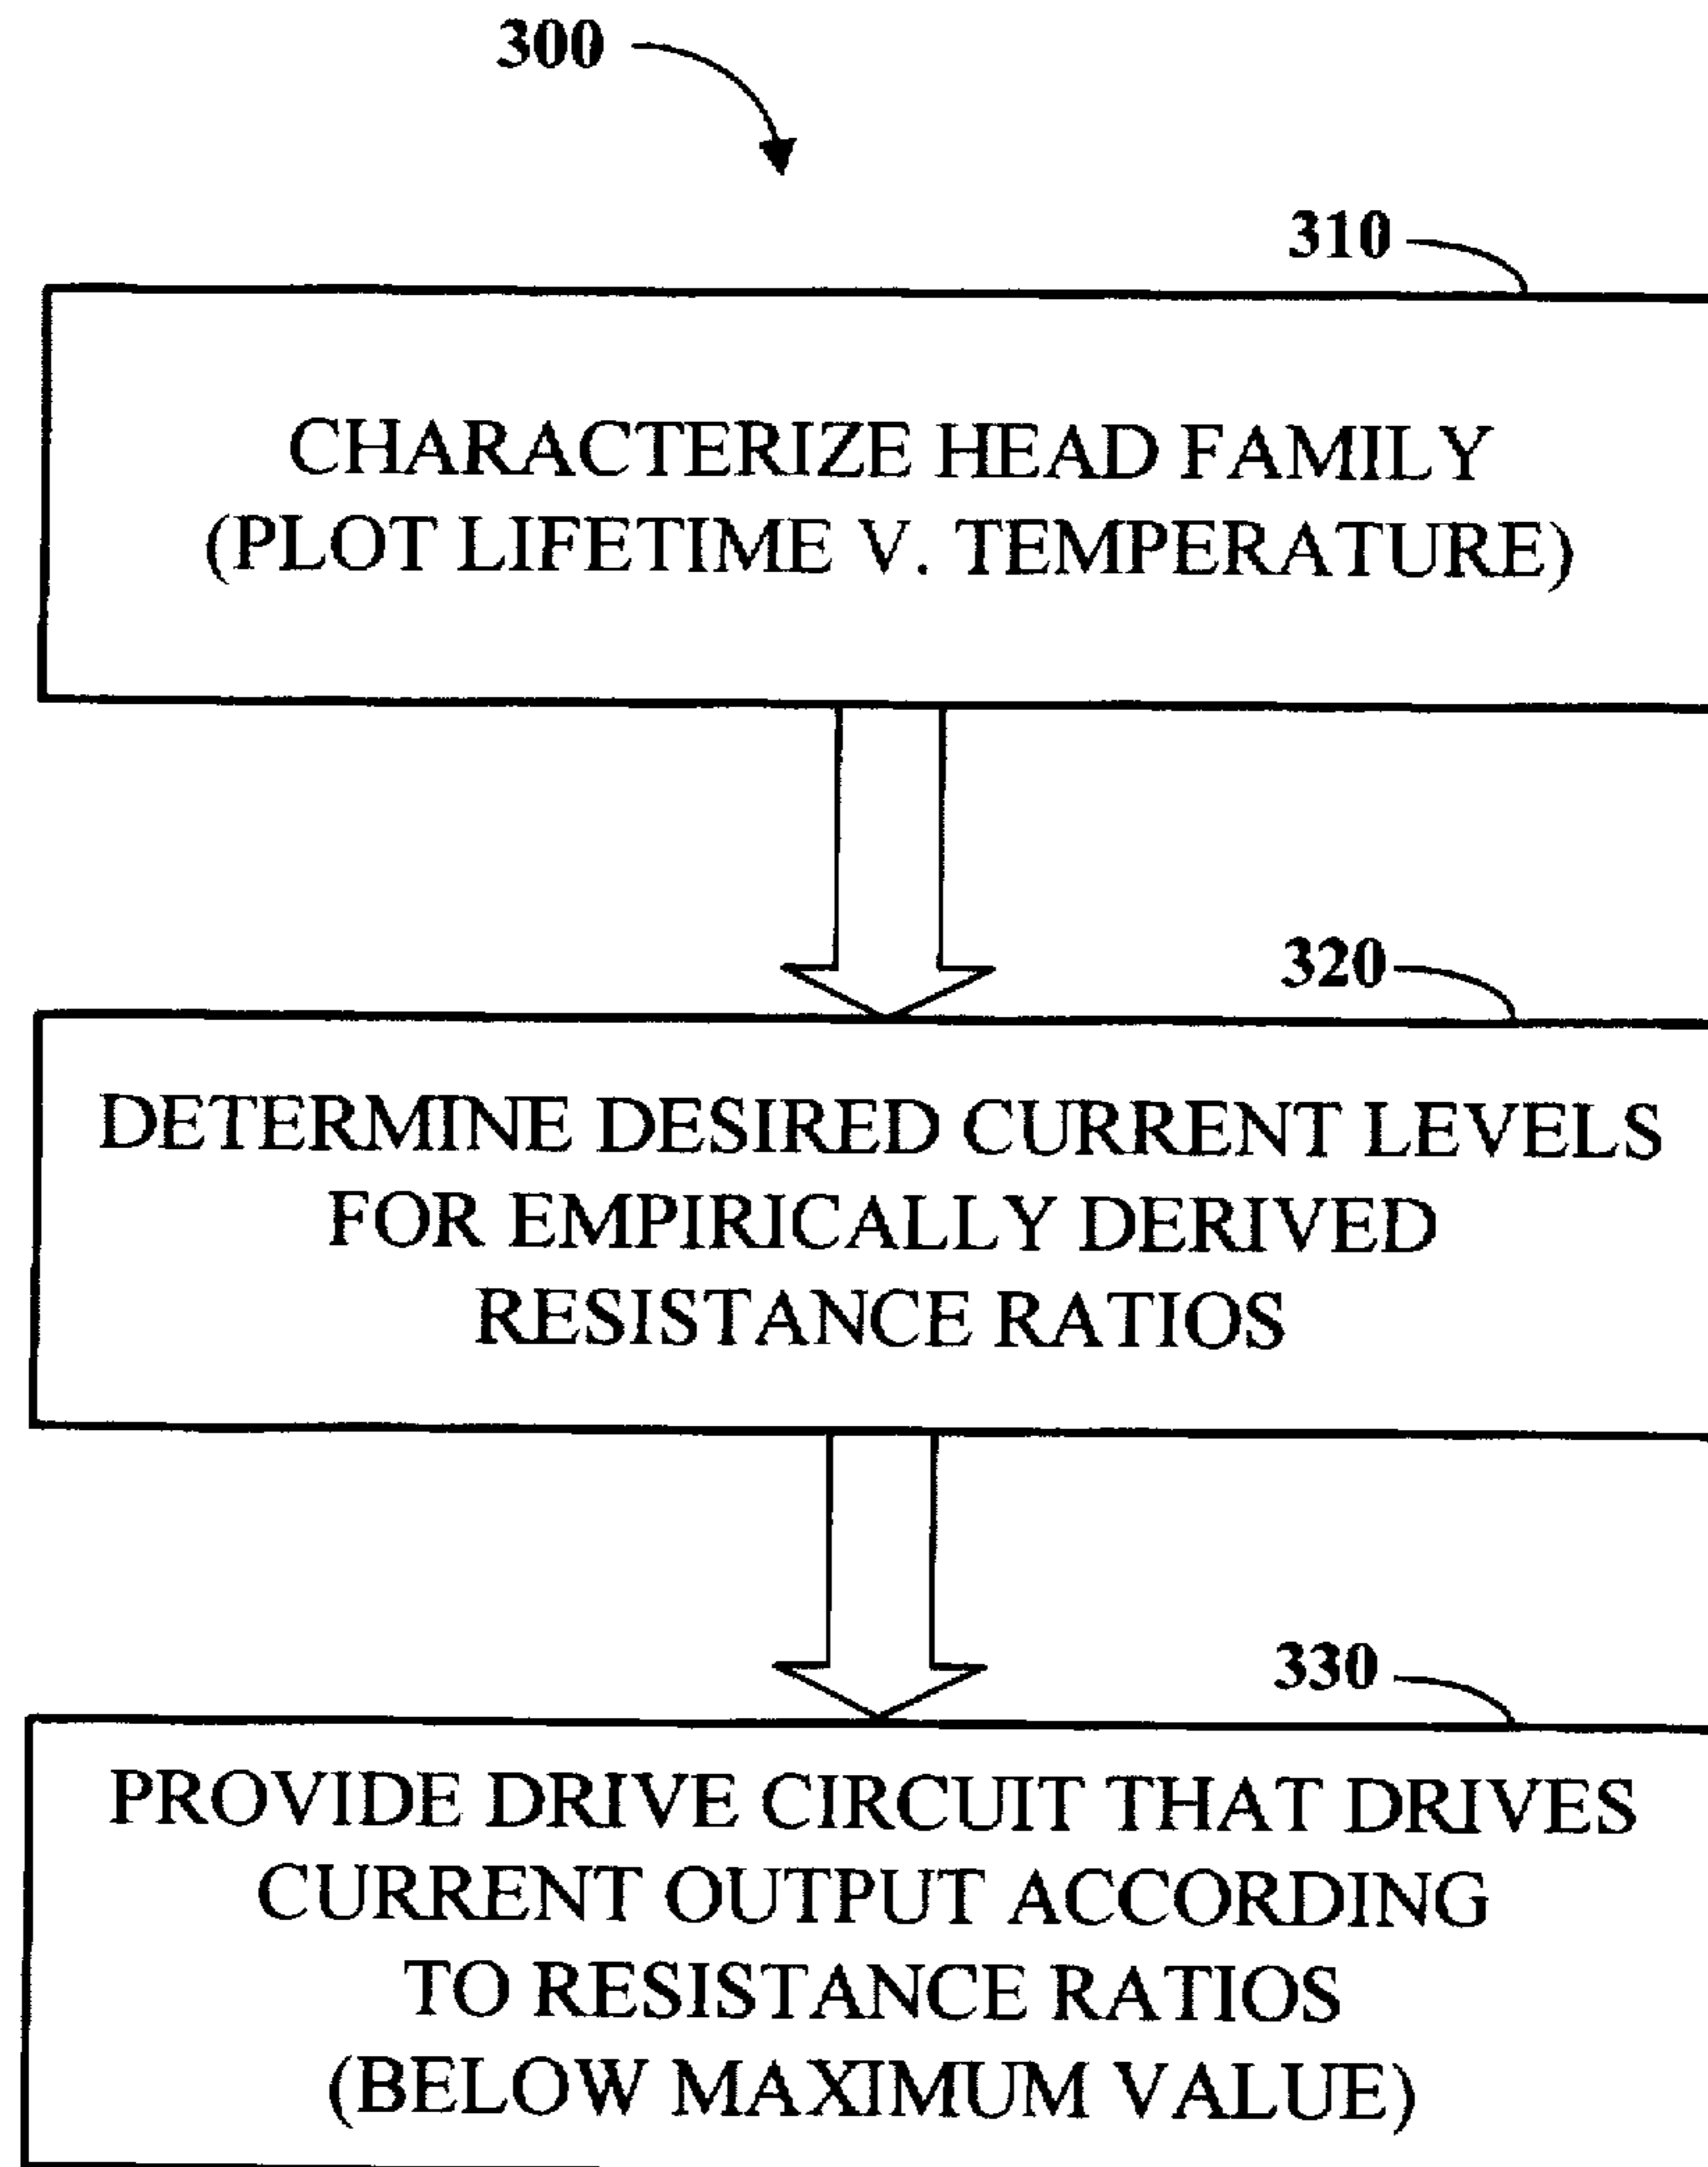 300
310
CHARACTERIZE HEAD FAMILY
(PLOT LIFETIME V. TEMPERATURE)
320
DETERMINE DESIRED CURRENT LEVELS
FOR EMPIRICALLY DERIVED
RESISTANCE RATIOS
330
PROVIDE DRIVE CIRCUIT THAT DRIVES
CURRENT OUTPUT ACCORDING
TO RESISTANCE RATIOS
(BELOW MAXIMUM VALUE)